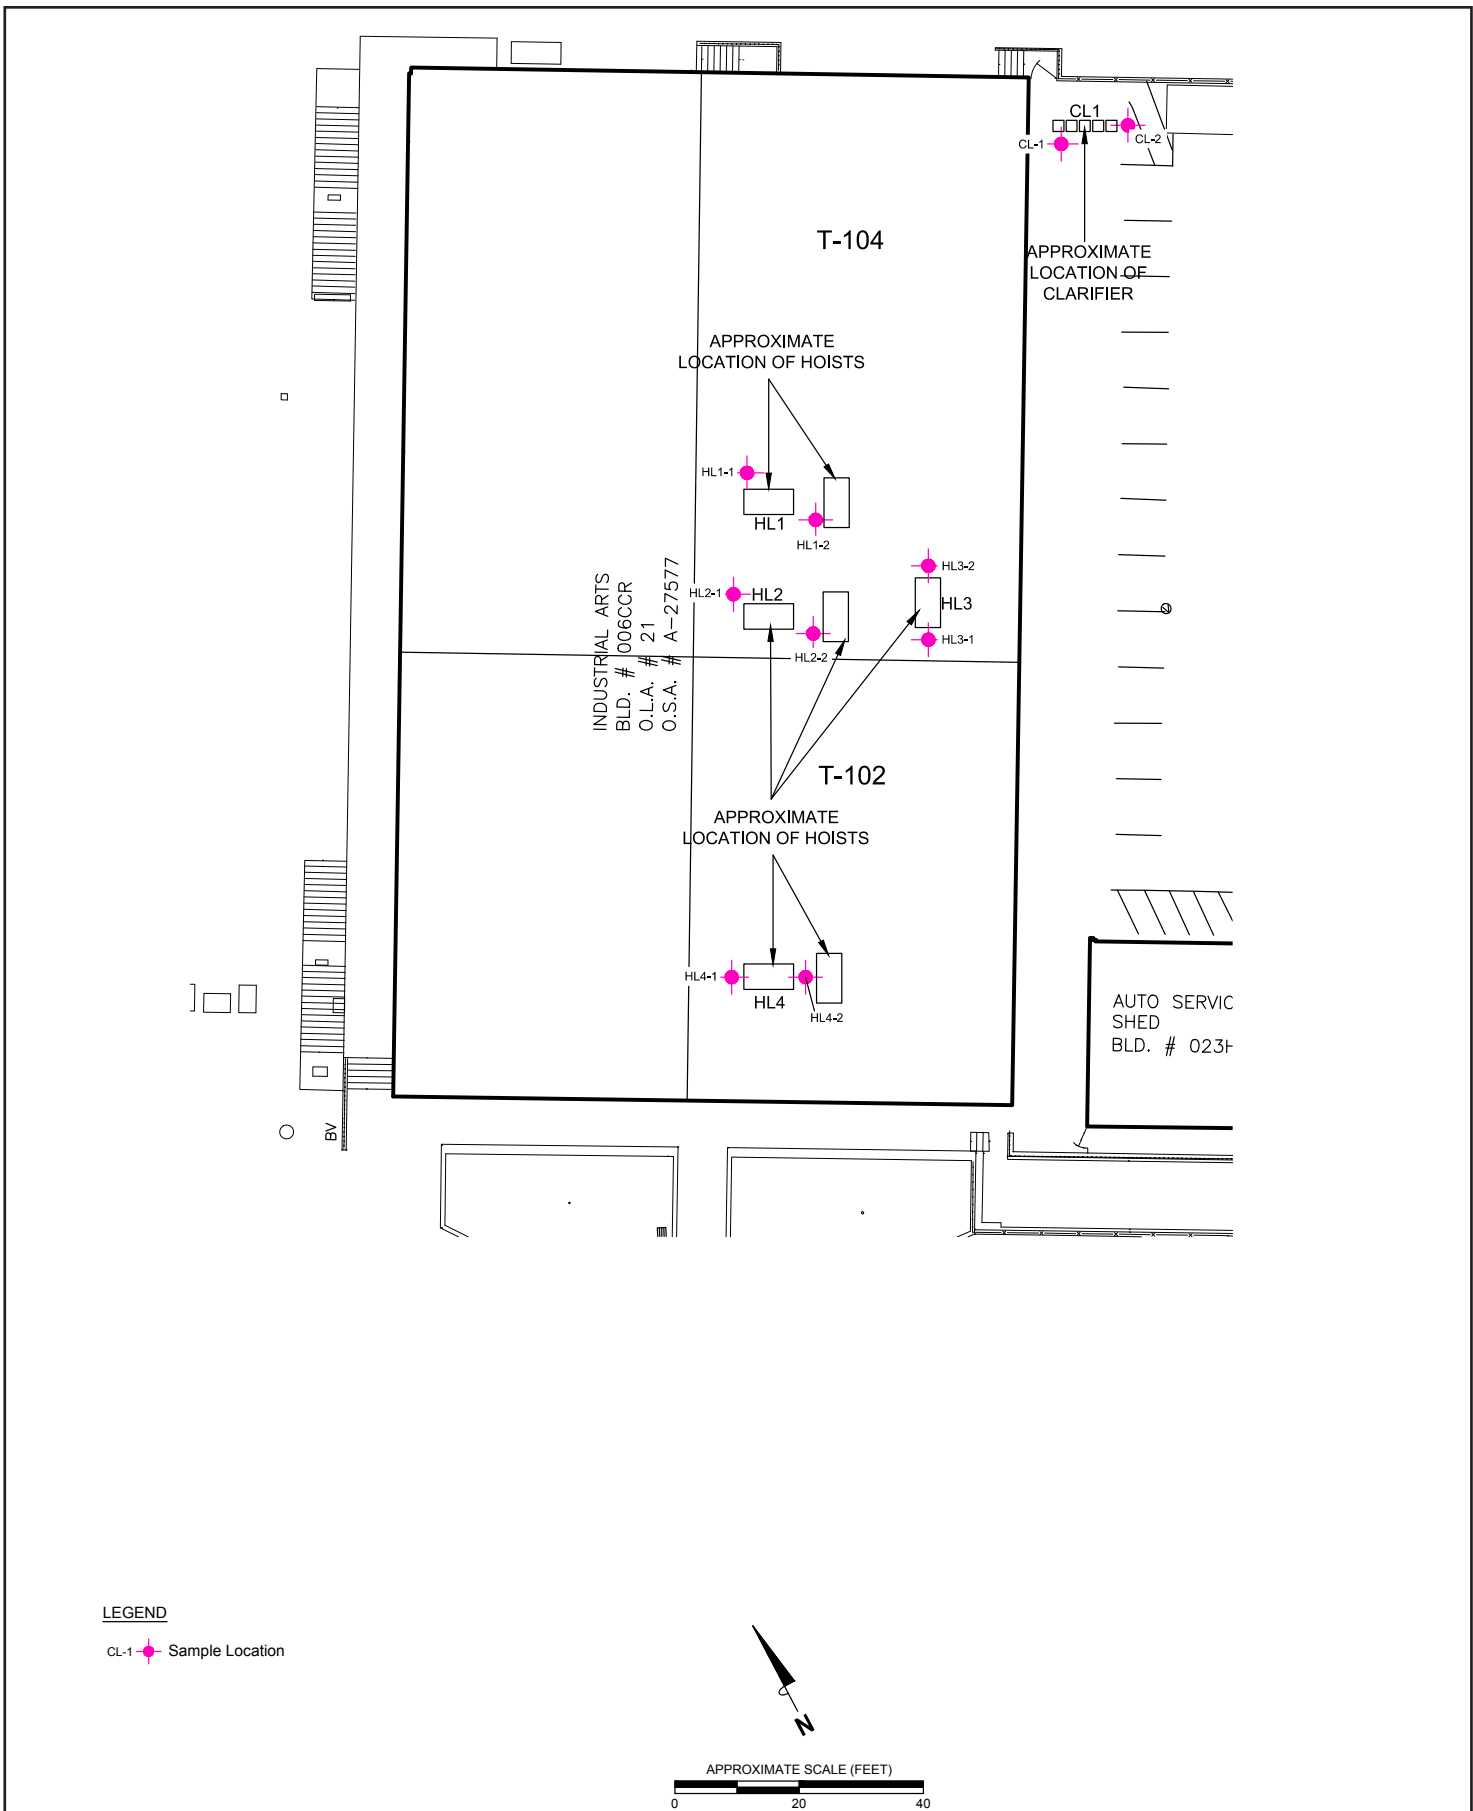 CL1
CL-1
CL-2
T-104
APPROXIMATE
LOCATION OF
CLARIFIER
APPROXIMATE
LOCATION OF HOISTS
HL1-1
HL1
HL1-2
HL3-2
HL2-1
HL2
HL3
HL2-2
HL3-1
INDUSTRIAL ARTS
BLD. # 006CCR
O.L.A. # 21
O.S.A. # A-27577
T-102
APPROXIMATE
LOCATION OF HOISTS
HL4-1
HL4
HL4-2
AUTO SERVIC
SHED
BLD. # 023H
BV
LEGEND
CL-1 Sample Location
N
APPROXIMATE SCALE (FEET)
0 20 40